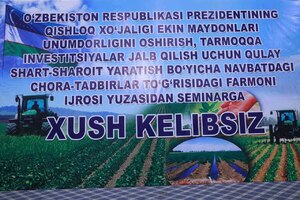 O'ZBEKISTON RESPUBLIKASI PREZIDENTINING
QISHLOQ XO'JALIGI EKIN MAYDONLARI
UNUMDORLIGINI OSHIRISH, TARMOQQA
INVESTITSIYALAR JALB QILISH UCHUN QULAY
SHART-SHAROIT YARATISH BO'YICHA NAVBATDAGI
CHORA-TADBIRLAR TO'G'RISIDAGI FARMONI
IJROSI YUZASIDAN SEMINARGA
XUSH KELIBSIZ